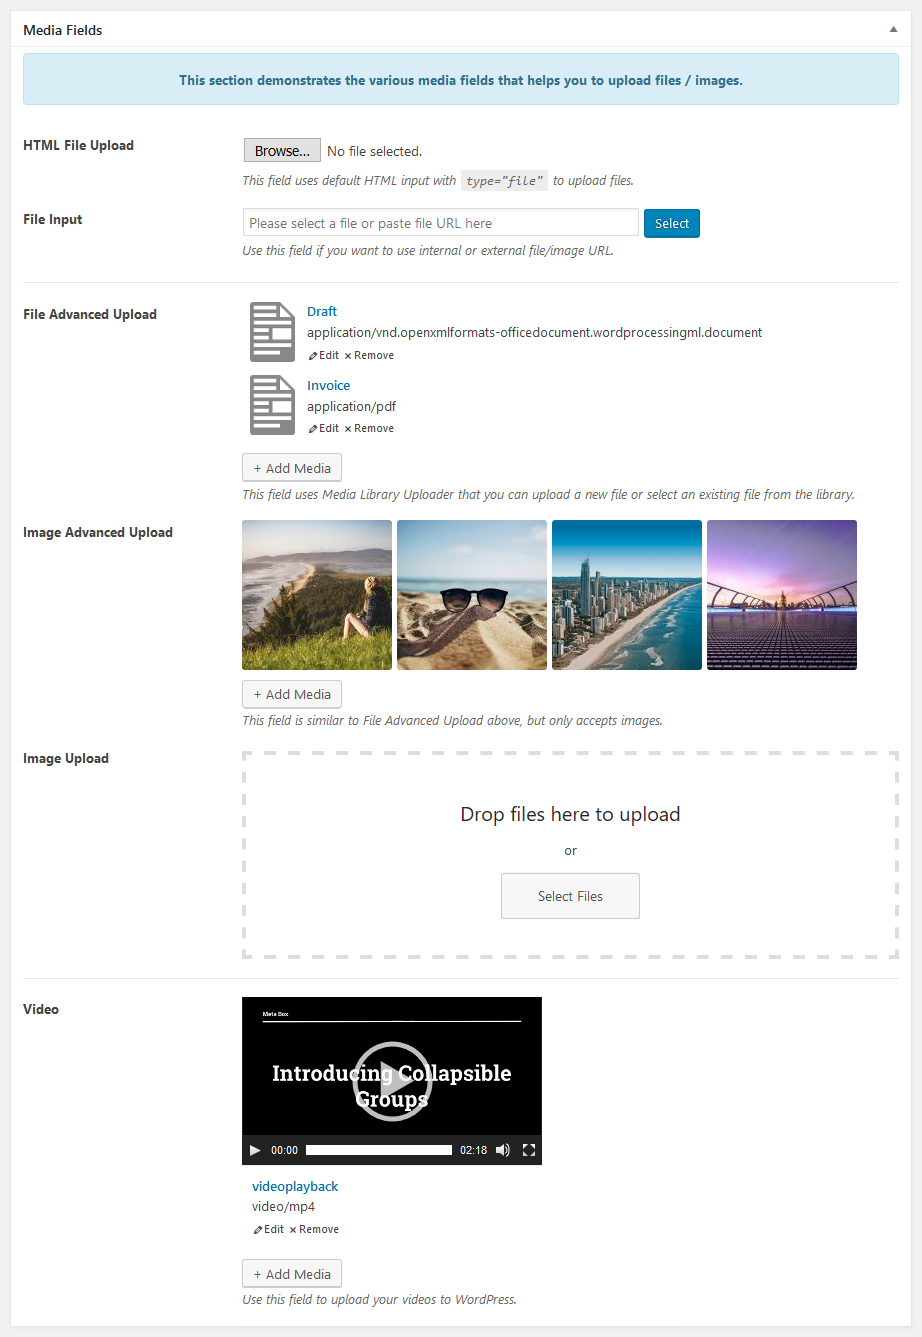 Media Fields
This section demonstrates the various media fields that helps you to upload files / images.
HTML File Upload
Browse... No file selected.
This field uses default HTML input with type="file" to upload files.
File Input
Please select a file or paste file URL here Select
Use this field if you want to use internal or external file/image URL.
File Advanced Upload
Draft
application/vnd.openxmlformats-officedocument.wordprocessingml.document
Edit × Remove
Invoice
application/pdf
Edit × Remove
+ Add Media
This field uses Media Library Uploader that you can upload a new file or select an existing file from the library.
Image Advanced Upload
+ Add Media
This field is similar to File Advanced Upload above, but only accepts images.
Image Upload
Drop files here to upload
or
Select Files
Video
Meta Box
Introducing Collapsible
Groups
00:00 02:18
videoplayback
video/mp4
Edit × Remove
+ Add Media
Use this field to upload your videos to WordPress.